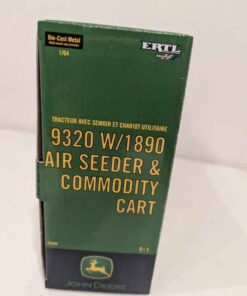 Die-Cast Metal
1/64
ERTL
TRACTEUR AVEC SEMOIR ET CHARIOT UTILITAIRE
9320 W/1890
AIR SEEDER &
COMMODITY
CART
JOHN DEERE